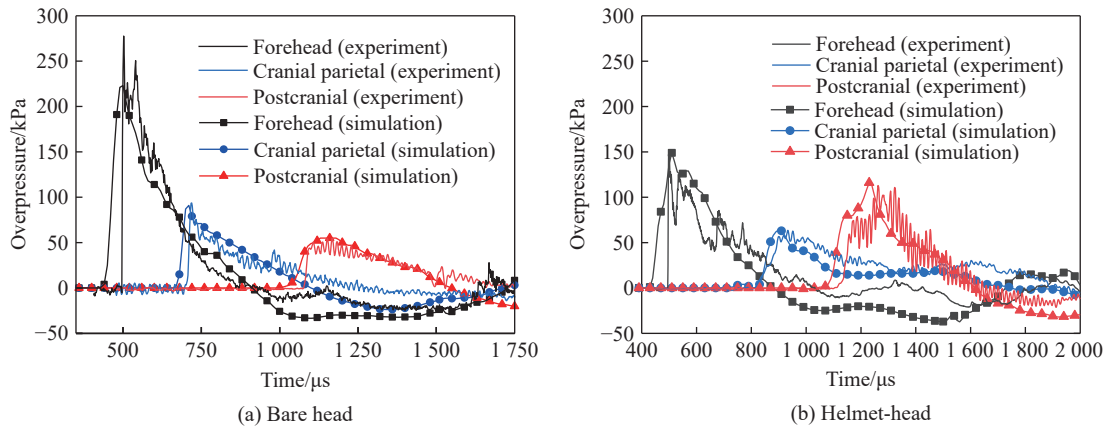 300
250
200
150
100
50
0
−50
Overpressure/kPa
Forehead (experiment)
Cranial parietal (experiment)
Postcranial (experiment)
Forehead (simulation)
Cranial parietal (simulation)
Postcranial (simulation)
500 750 1 000 1 250 1 500 1 750
Time/μs
(a) Bare head
300
250
200
150
100
50
0
−50
Overpressure/kPa
Forehead (experiment)
Cranial parietal (experiment)
Postcranial (experiment)
Forehead (simulation)
Cranial parietal (simulation)
Postcranial (simulation)
400 600 800 1 000 1 200 1 400 1 600 1 800 2 000
Time/μs
(b) Helmet-head